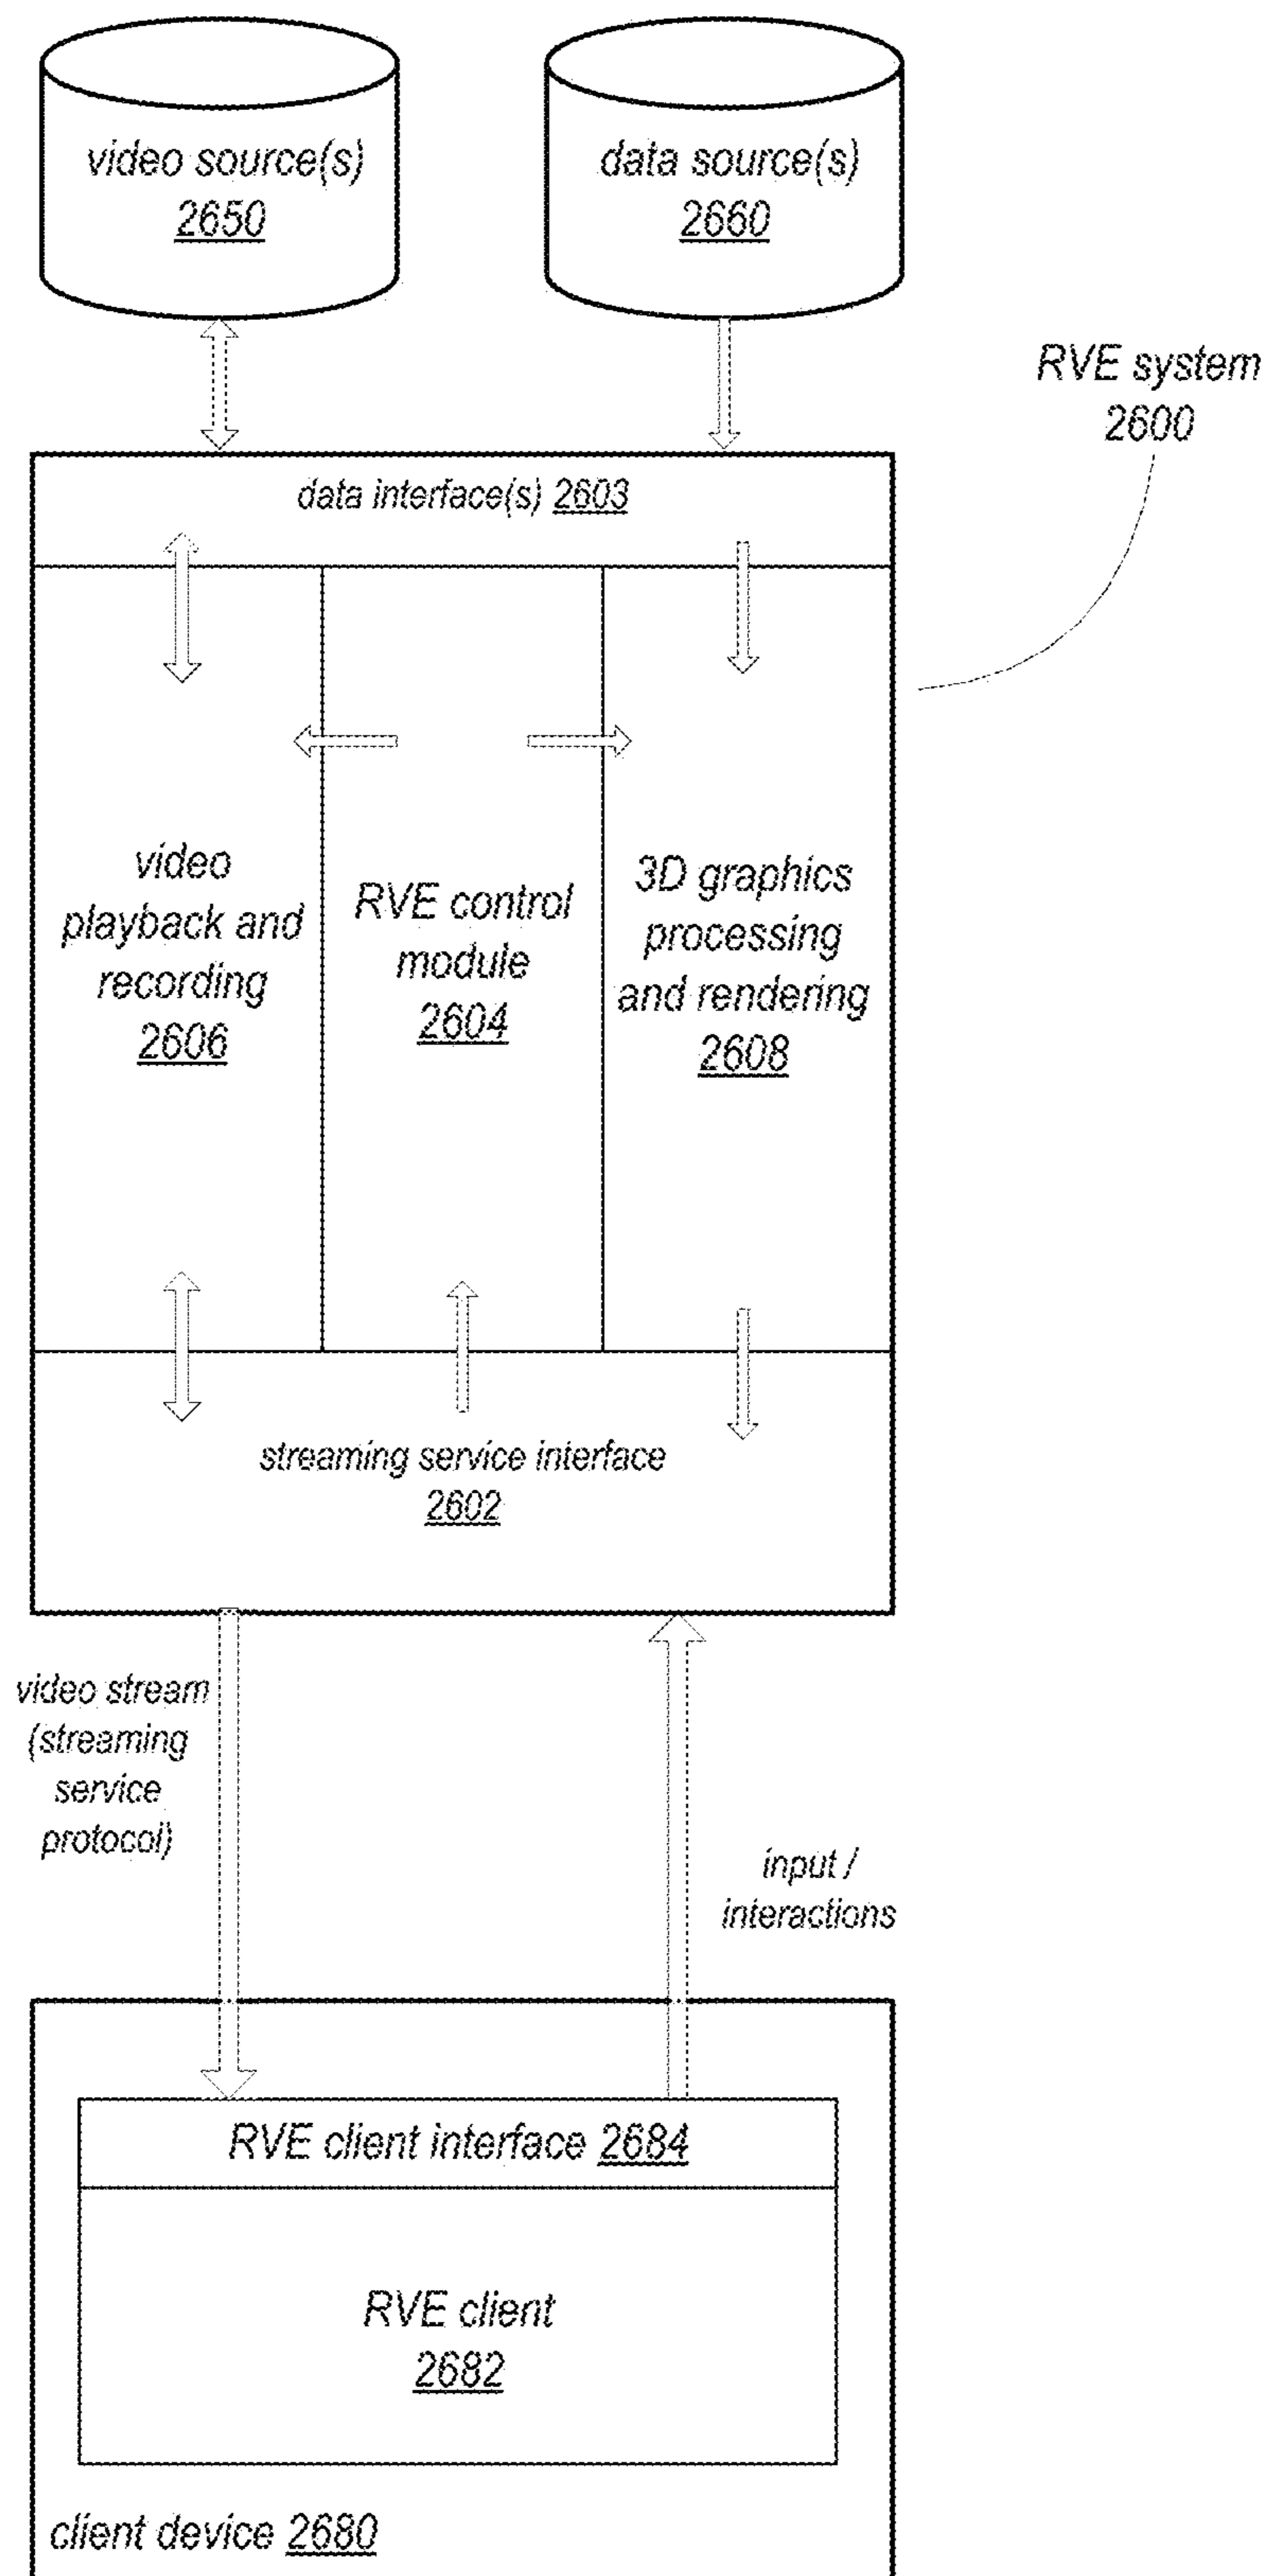 video source(s)
2650
data source(s)
2660
RVE system
2600
data interface(s) 2603
video
playback and
recording
2606
RVE control
module
2604
3D graphics
processing
and rendering
2608
streaming service interface
2602
video stream
(streaming
service
protocol)
input /
interactions
RVE client interface 2684
RVE client
2682
client device 2680